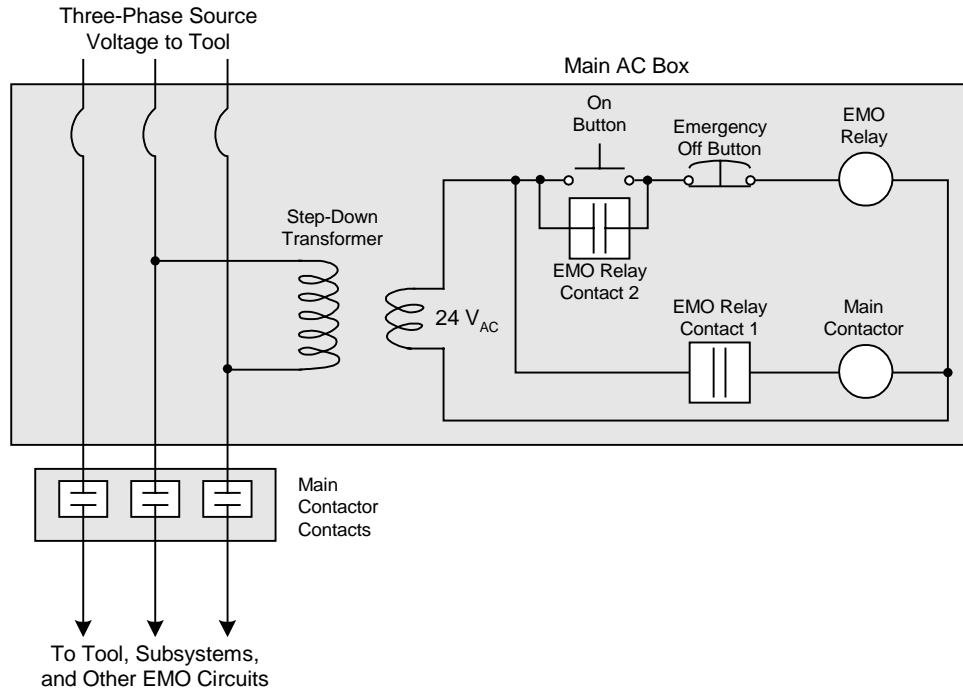 Three-Phase Source
Voltage to Tool
Main AC Box
On
Button
Emergency
Off Button
EMO
Relay
Step-Down
Transformer
EMO Relay
Contact 2
24 VAC
EMO Relay
Contact 1
Main
Contactor
Main
Contactor
Contacts
To Tool, Subsystems,
and Other EMO Circuits